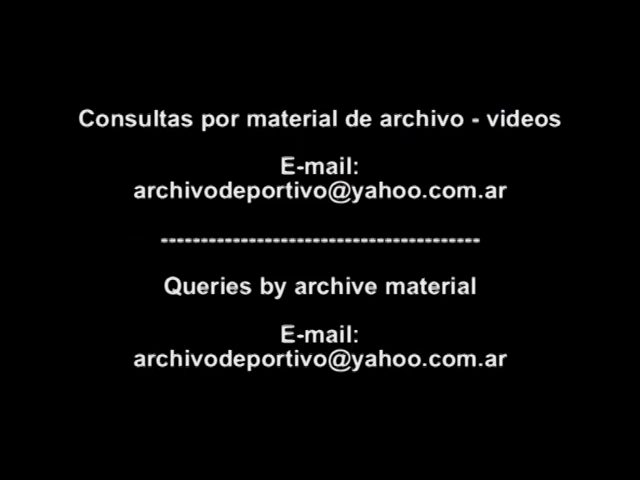 Consultas por material de archivo - videos
E-mail:
archivodeportivo@yahoo.com.ar
----------------------------------------
Queries by archive material
E-mail:
archivodeportivo@yahoo.com.ar